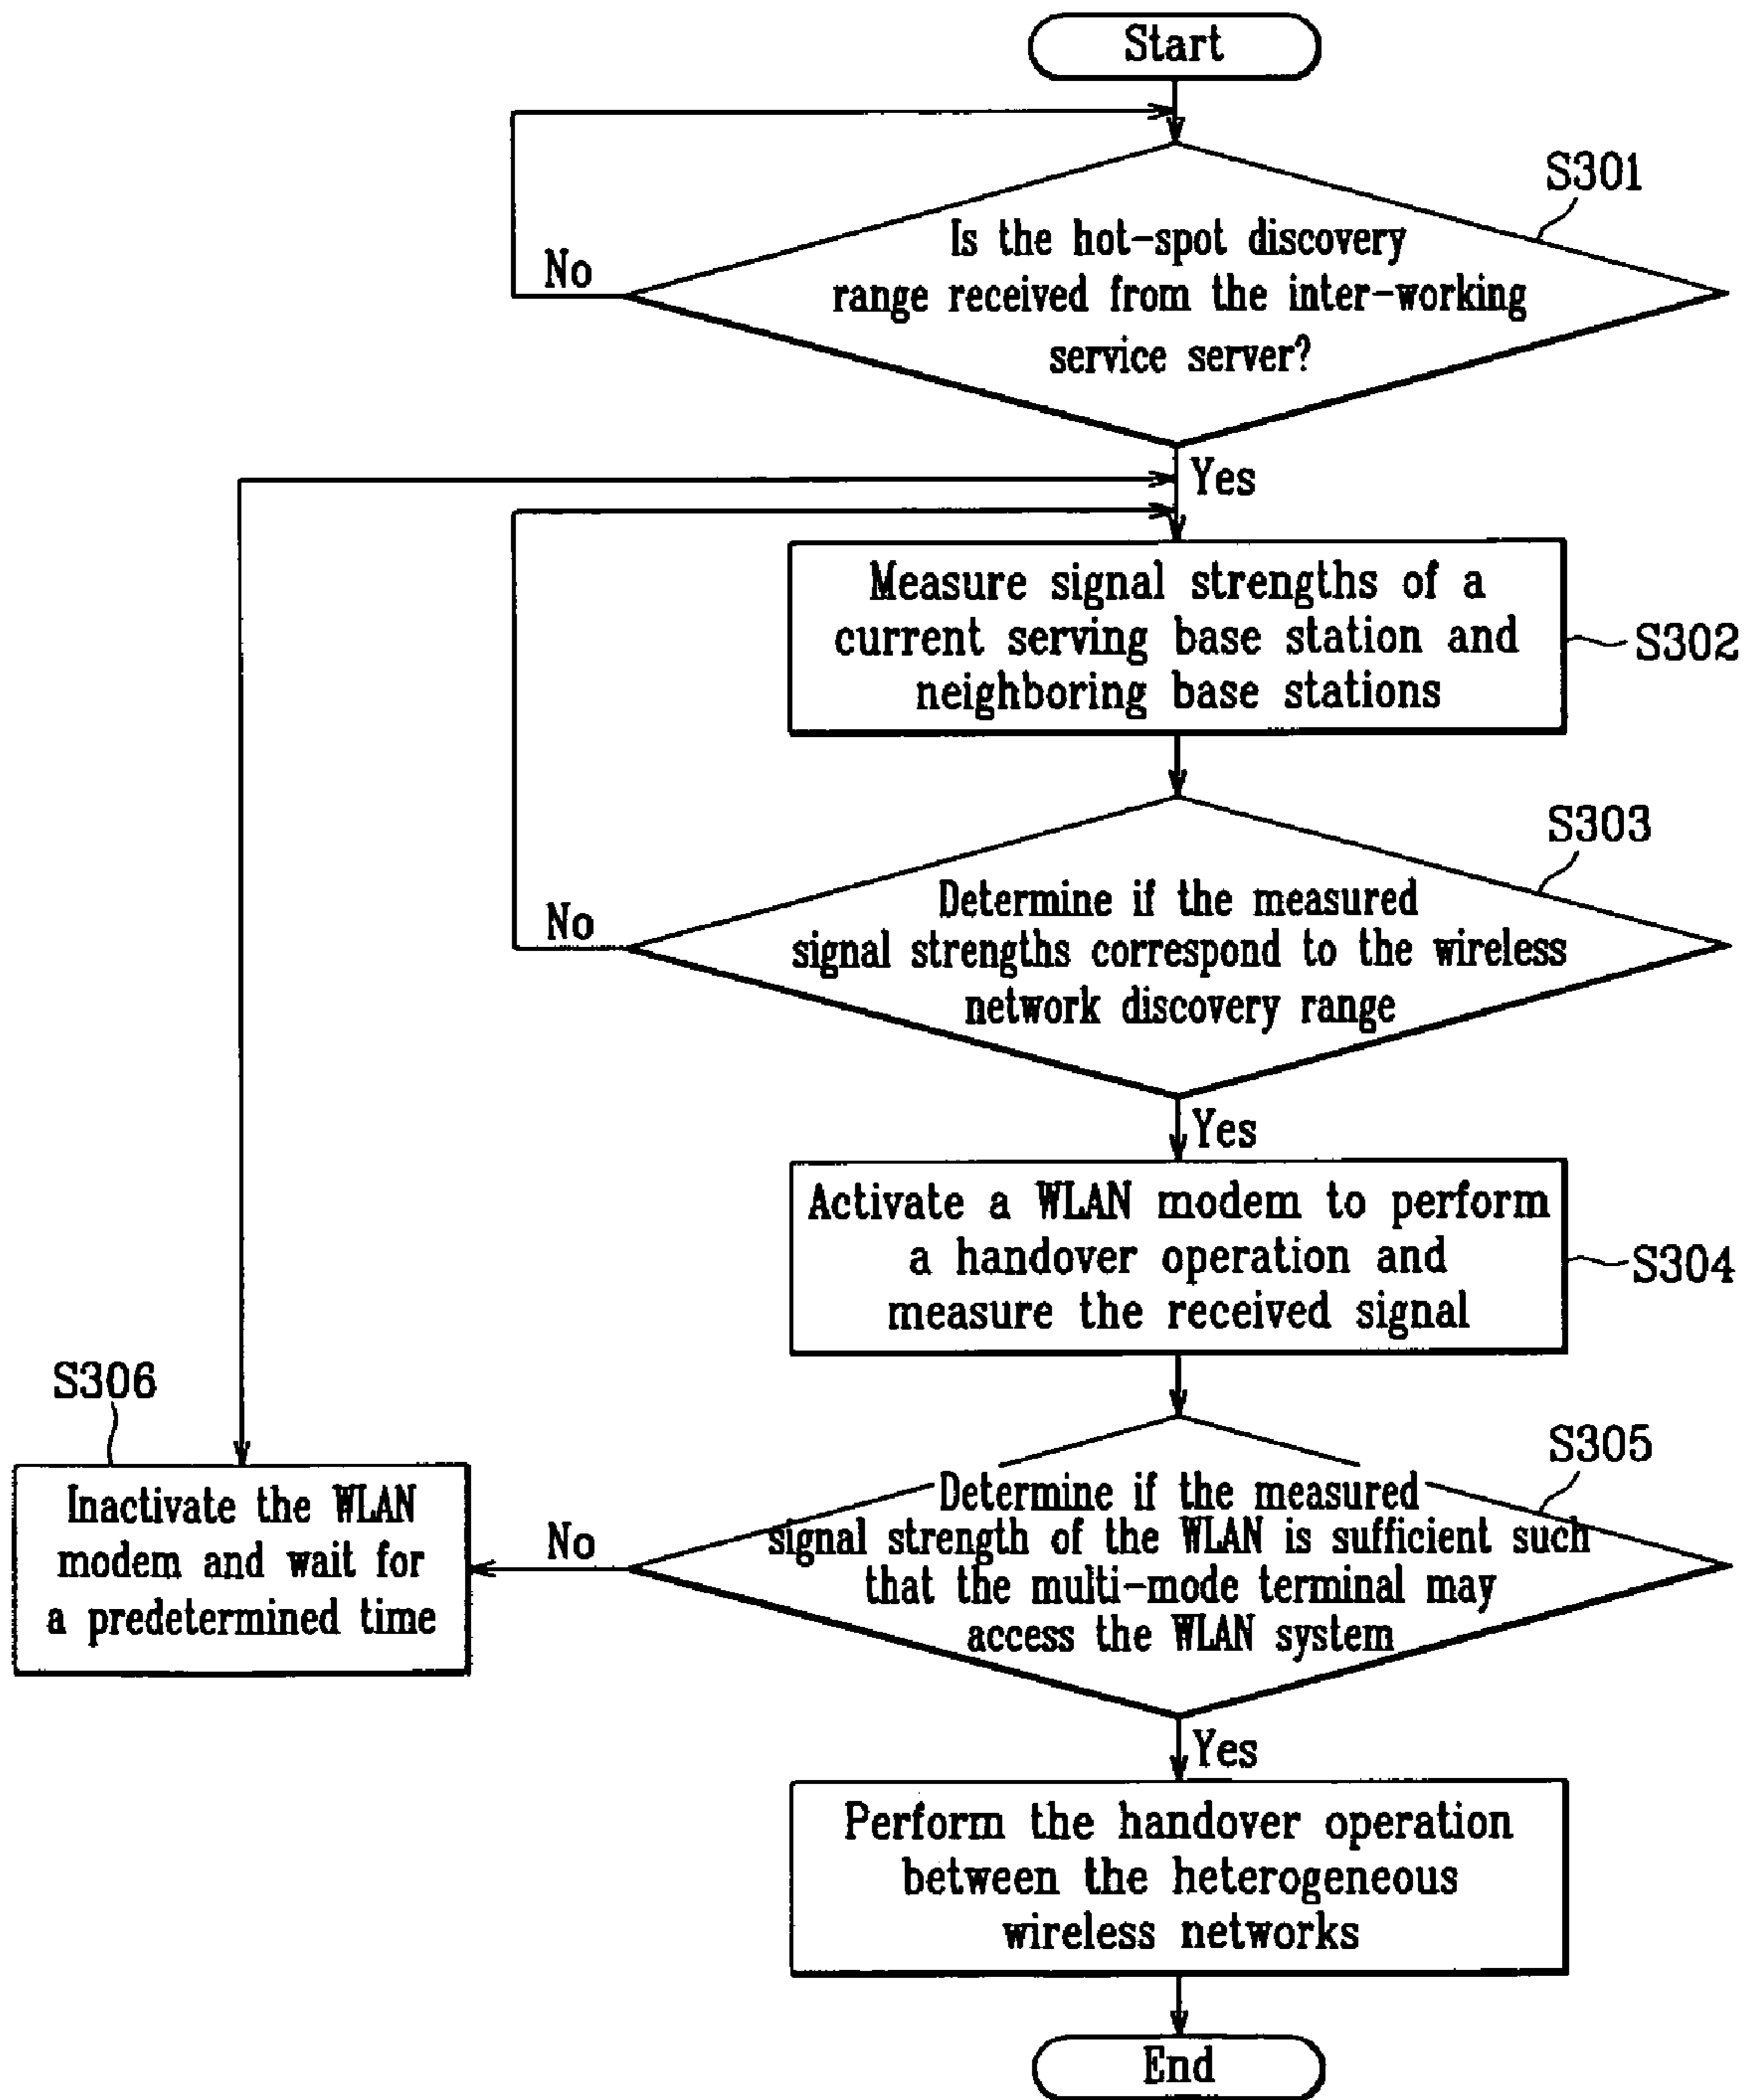 Start
S301
Is the hot-spot discovery
range received from the inter-working
service server?
No
Yes
Measure signal strengths of a
current serving base station and
neighboring base stations
S302
S303
Determine if the measured
signal strengths correspond to the wireless
network discovery range
No
Yes
Activate a WLAN modem to perform
a handover operation and
measure the received signal
S304
S305
Determine if the measured
signal strength of the WLAN is sufficient such
that the multi-mode terminal may
access the WLAN system
No
S306
Inactivate the WLAN
modem and wait for
a predetermined time
Yes
Perform the handover operation
between the heterogeneous
wireless networks
End